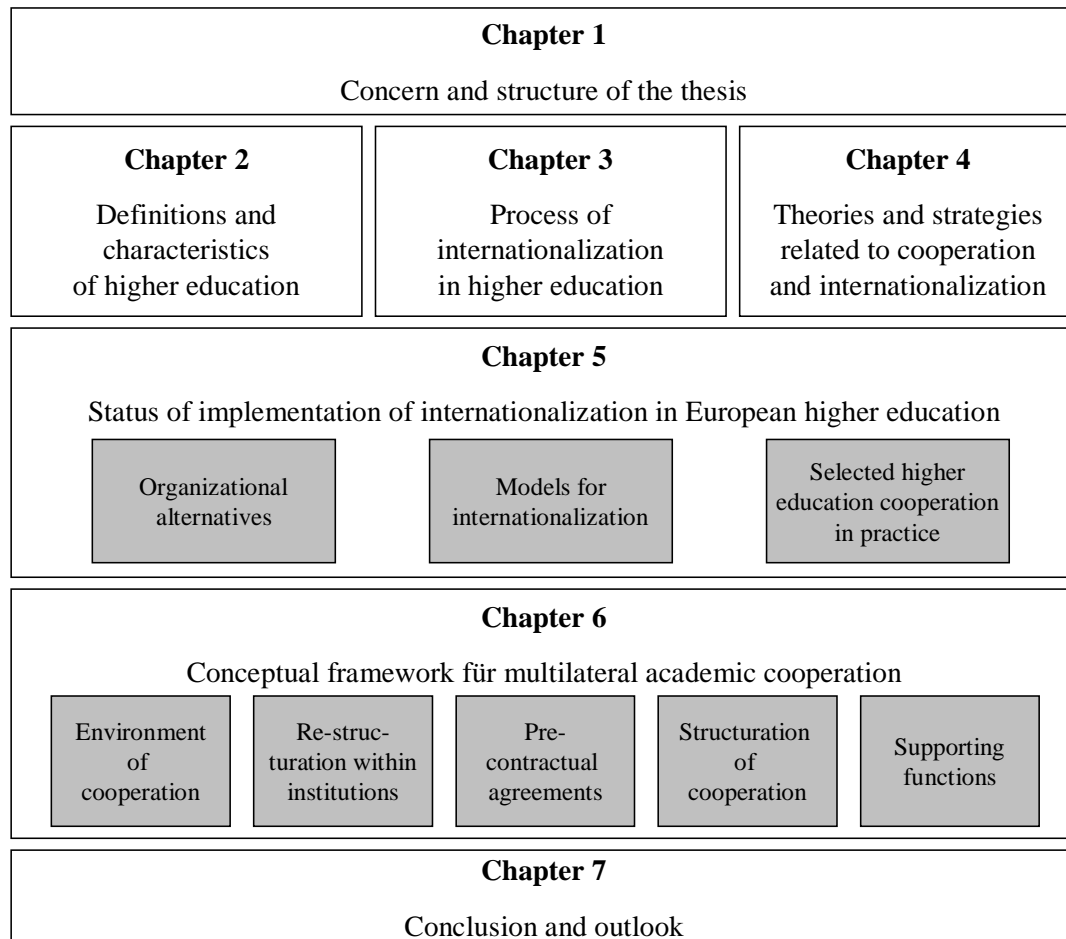 Chapter 1
Concern and structure of the thesis
Chapter 2
Definitions and
characteristics
of higher education
Chapter 3
Process of
internationalization
in higher education
Chapter 4
Theories and strategies
related to cooperation
and internationalization
Chapter 5
Status of implementation of internationalization in European higher education
Organizational
alternatives
Models for
internationalization
Selected higher
education cooperation
in practice
Chapter 6
Conceptual framework für multilateral academic cooperation
Environment
of
cooperation
Re-struc-
turation within
institutions
Pre-
contractual
agreements
Structuration
of
cooperation
Supporting
functions
Chapter 7
Conclusion and outlook